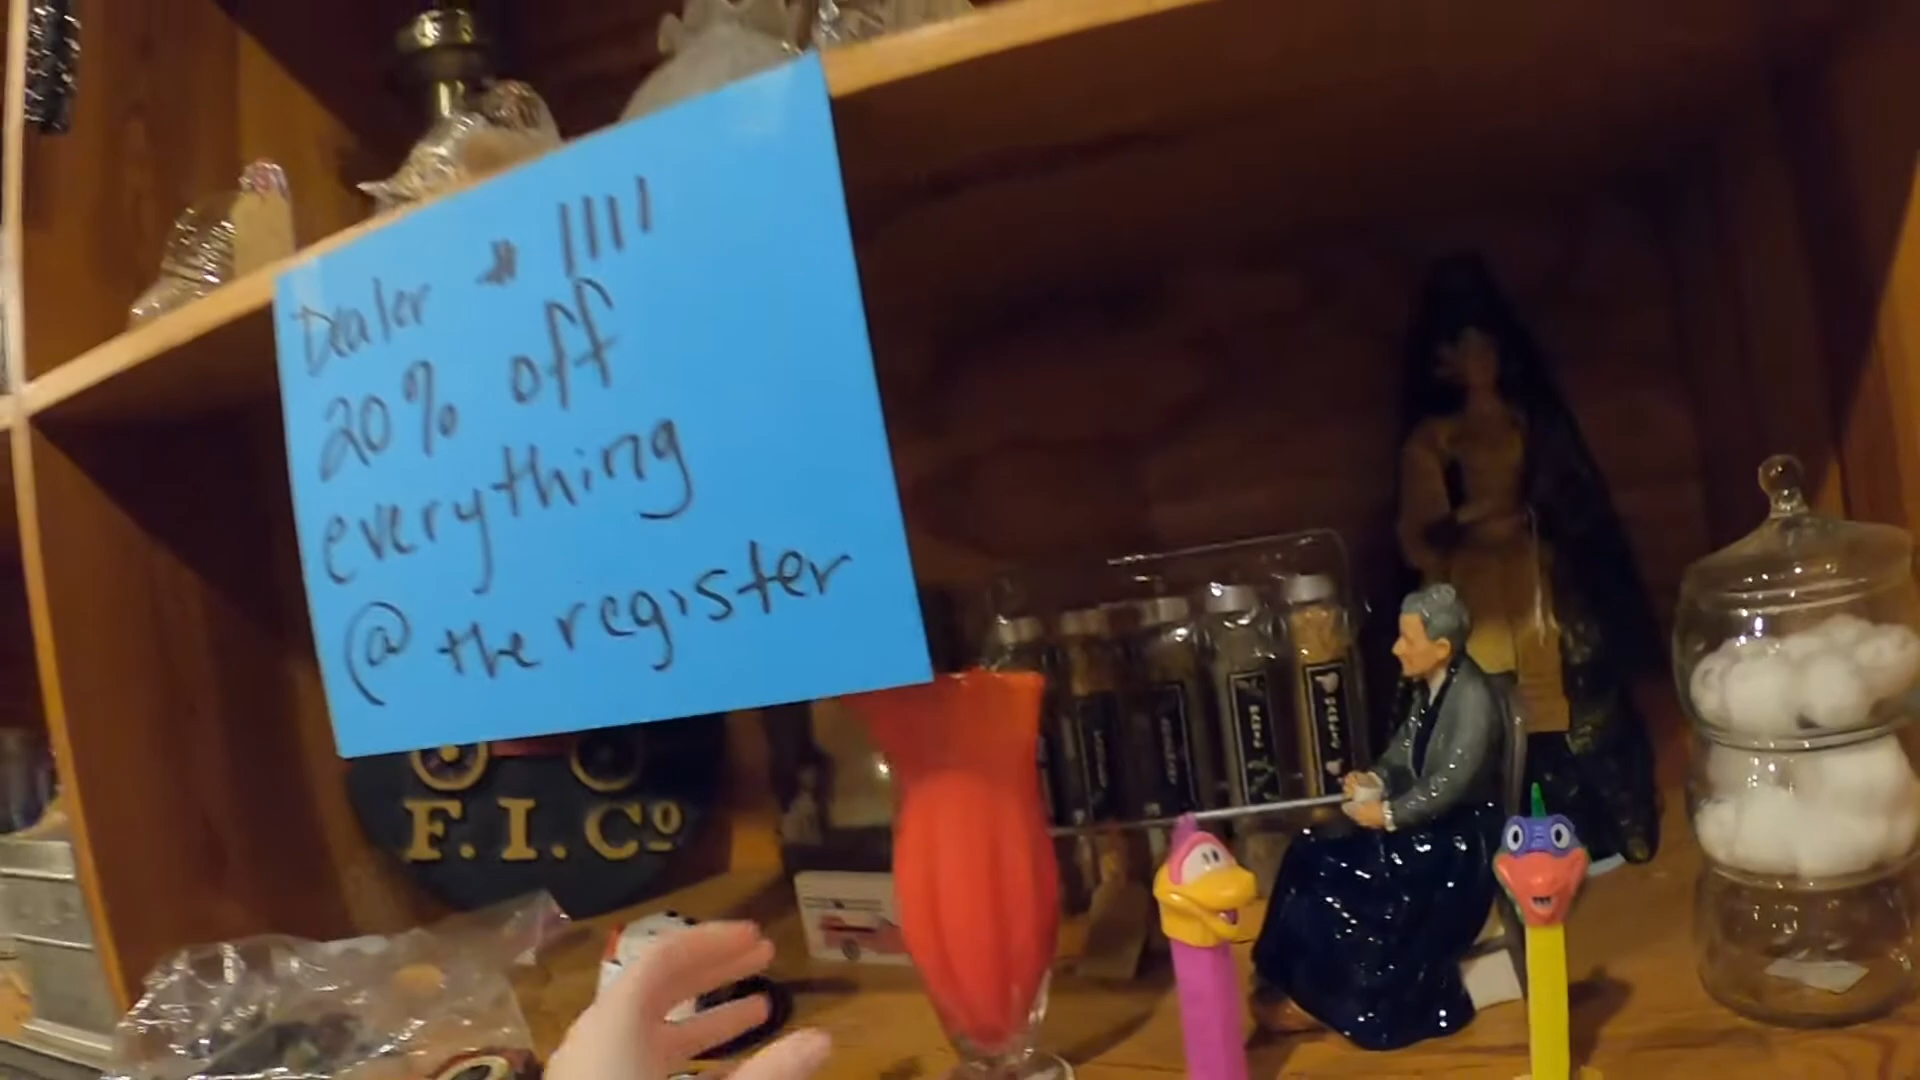 Dealer # 1111
20% off
everything
@ the register
F.I.Co